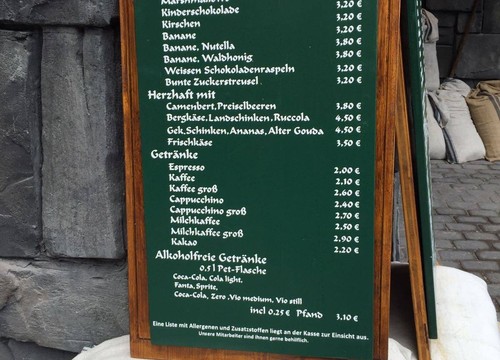 Marshmallows 3,20 €
Kinderschokolade 3,20 €
Kirschen 3,20 €
Banane 3,20 €
Banane, Nutella 3,80 €
Banane, Waldhonig 3,80 €
Weissen Schokoladenraspeln 3,20 €
Bunte Zuckerstreusel 3,20 €
Herzhaft mit
Camenbert,Preiselbeeren 3,80 €
Bergkäse,Landschinken,Ruccola 4,50 €
Gek.Schinken,Ananas,Alter Gouda 4,50 €
Frischkäse 3,50 €
Getränke
Espresso 2,00 €
Kaffee 2,10 €
Kaffee groß 2,60 €
Cappuccino 2,40 €
Cappuccino groß 2,70 €
Milchkaffee 2,50 €
Milchkaffee groß 2,90 €
Kakao 2,20 €
Alkoholfreie Getränke
0,5 l Pet-Flasche
Coca-Cola, Cola light,
Fanta, Sprite,
Coca-Cola, Zero ,Vio medium, Vio still
incl 0,25 € Pfand 3,10 €
Eine Liste mit Allergenen und Zusatzstoffen liegt an der Kasse zur Einsicht aus.
Unsere Mitarbeiter sind Ihnen gerne behilflich.